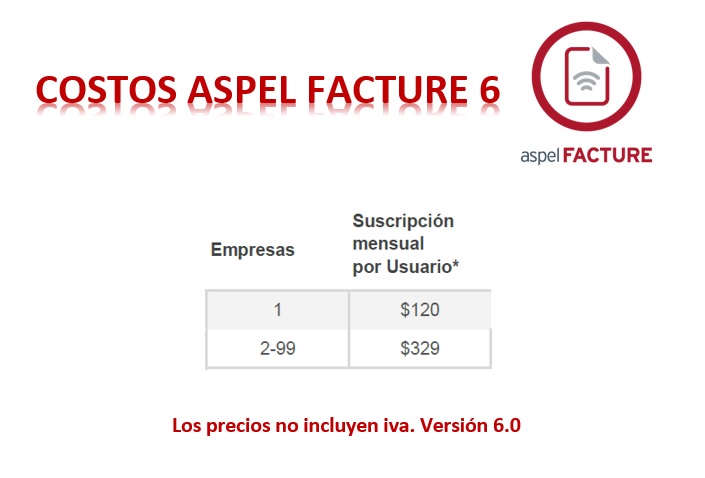 COSTOS ASPEL FACTURE 6
aspel FACTURE
Empresas
Suscripción
mensual
por Usuario*
1 $120
2-99 $329
Los precios no incluyen iva. Versión 6.0